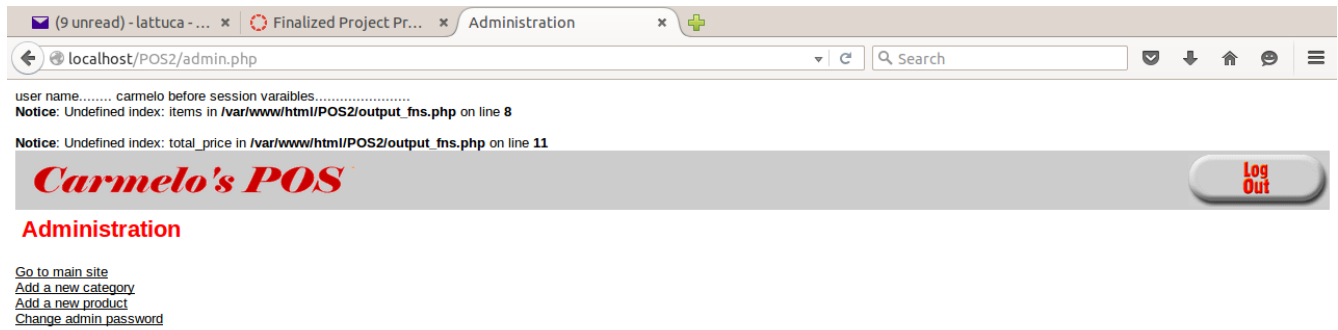 (9 unread) - lattuca - ... Finalized Project Pr... Administration
localhost/POS2/admin.php Search
user name........ carmelo before session varaibles.......................
Notice: Undefined index: items in /var/www/html/POS2/output_fns.php on line 8
Notice: Undefined index: total_price in /var/www/html/POS2/output_fns.php on line 11
Carmelo's POS
Log
Out
Administration
Go to main site
Add a new category
Add a new product
Change admin password